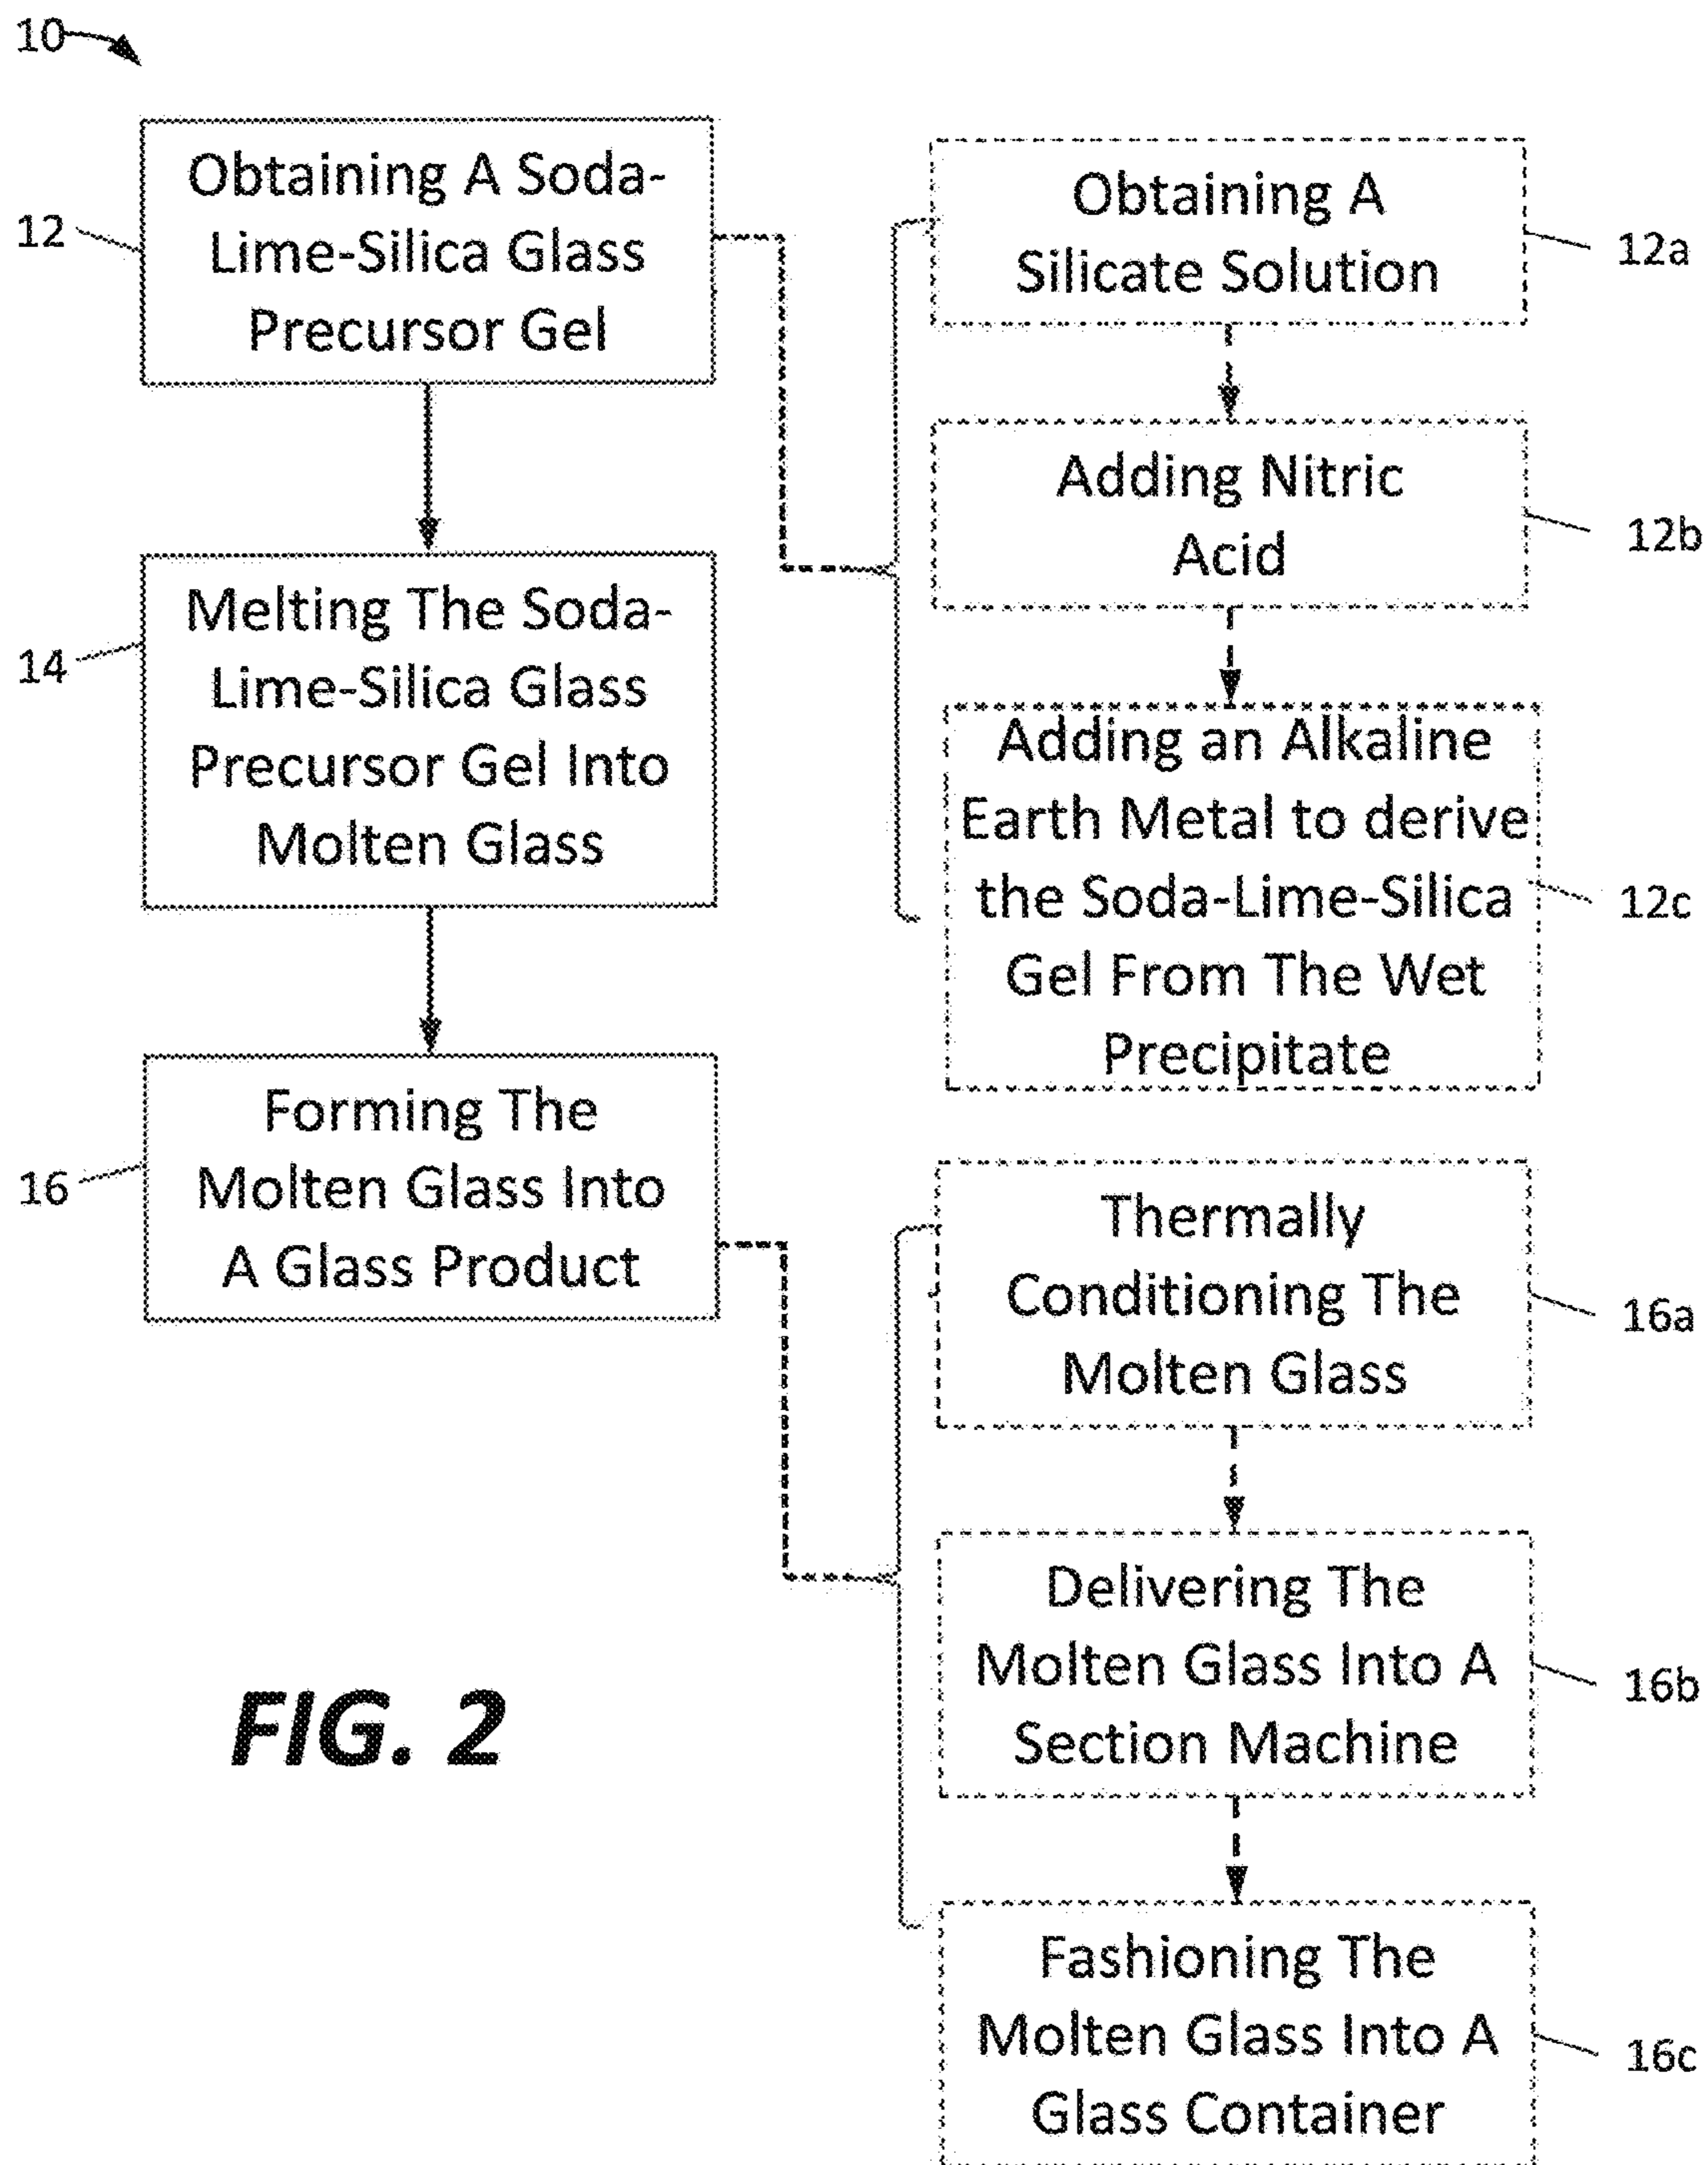 10
12
Obtaining A Soda-
Lime-Silica Glass
Precursor Gel
14
Melting The Soda-
Lime-Silica Glass
Precursor Gel Into
Molten Glass
16
Forming The
Molten Glass Into
A Glass Product
Obtaining A
Silicate Solution
12a
Adding Nitric
Acid
12b
Adding an Alkaline
Earth Metal to derive
the Soda-Lime-Silica
Gel From The Wet
Precipitate
12c
Thermally
Conditioning The
Molten Glass
16a
Delivering The
Molten Glass Into A
Section Machine
16b
Fashioning The
Molten Glass Into A
Glass Container
16c
FIG. 2